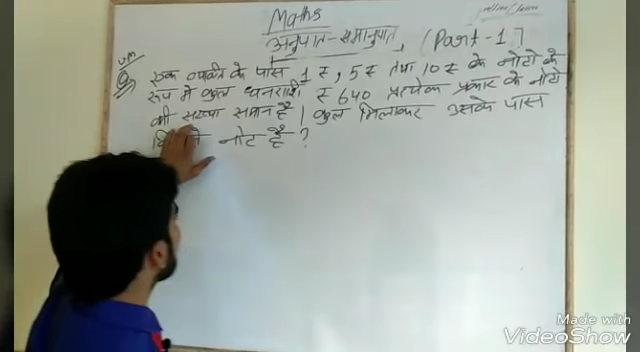 Maths
अनुपात-समानुपात, (Part-1)
एक व्यक्ति के पास 1₹, 5₹ तथा 10₹ के नोटो के
रूप में कुल धनराशी ₹ 640 प्रत्येक प्रकार के नोटो
की संख्या समान है। कुल मिलाकर उसके पास
नोट है ?
Made with
VideoShow